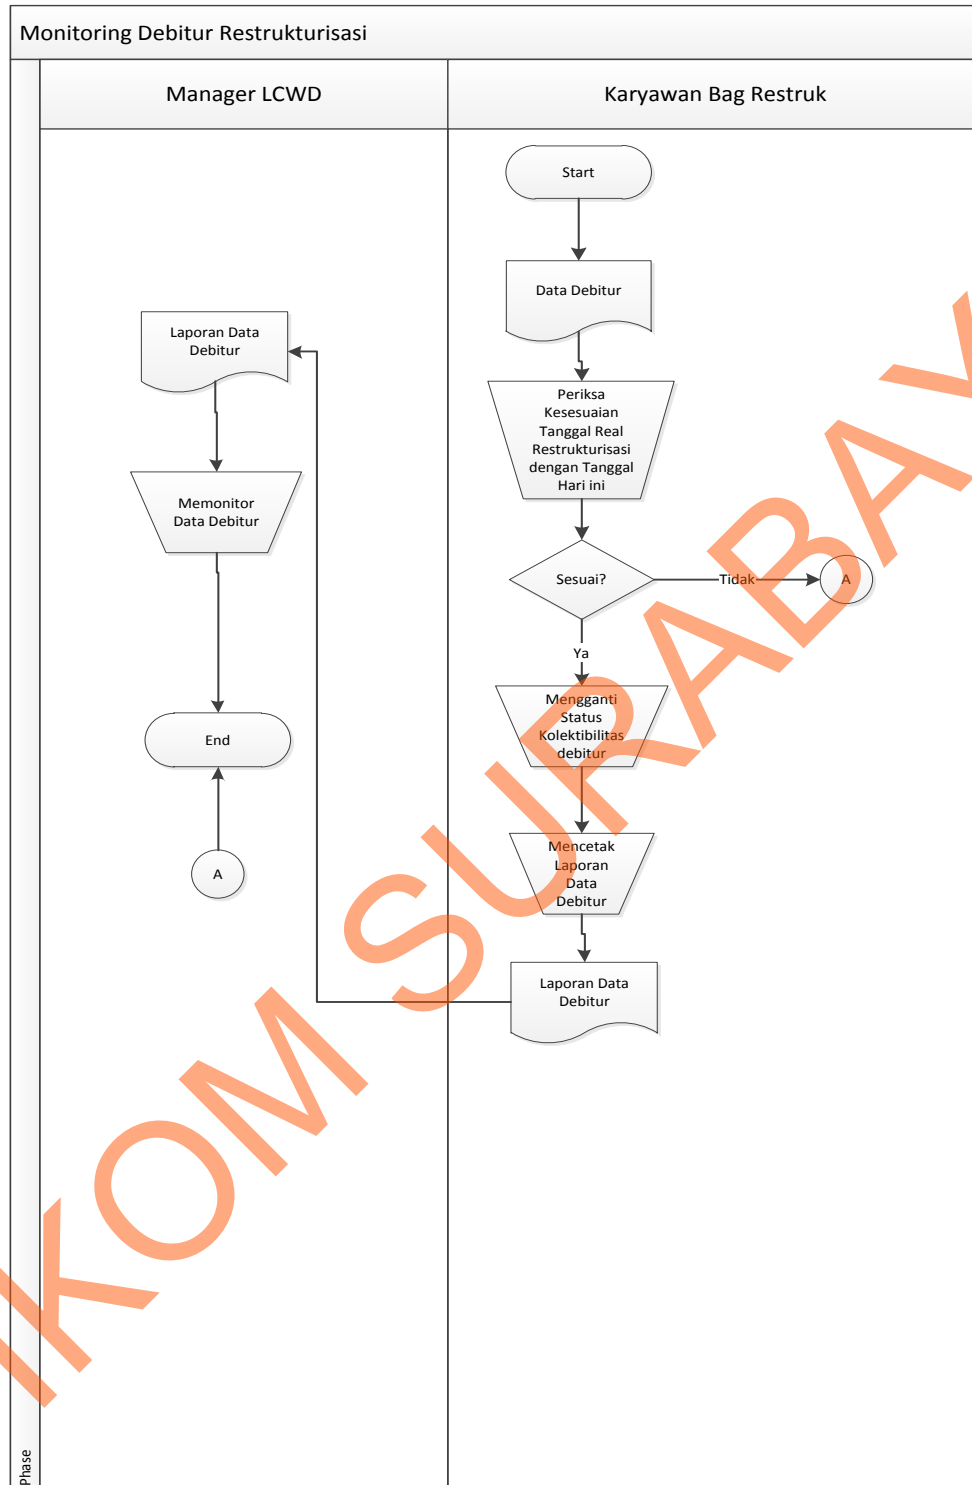 Monitoring Debitur Restrukturisasi
Manager LCWD
Karyawan Bag Restruk
Start
Data Debitur
Periksa
Kesesuaian
Tanggal Real
Restrukturisasi
dengan Tanggal
Hari ini
Sesuai?
Tidak
A
Ya
Mengganti
Status
Kolektibilitas
debitur
Mencetak
Laporan
Data
Debitur
Laporan Data
Debitur
Laporan Data
Debitur
Memonitor
Data Debitur
End
A
Phase
IKOM SURABAY